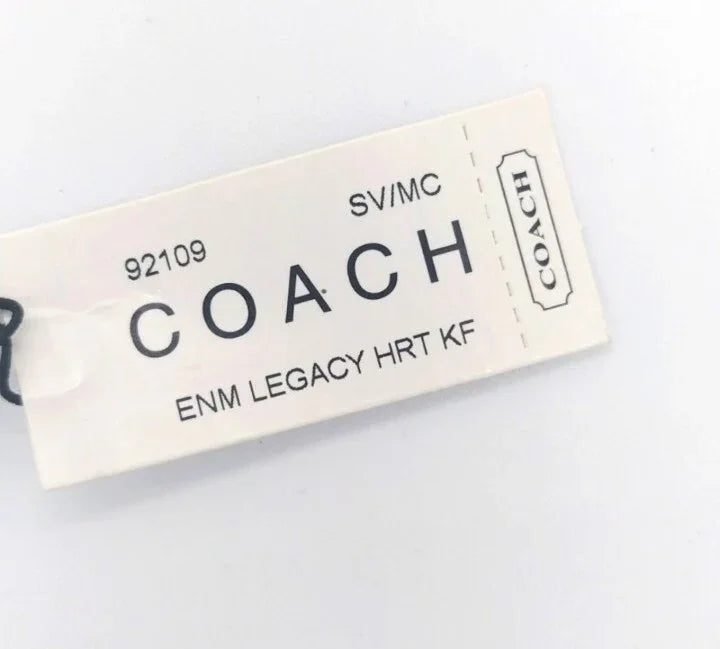 92109 SV/MC
COACH
ENM LEGACY HRT KF
COACH